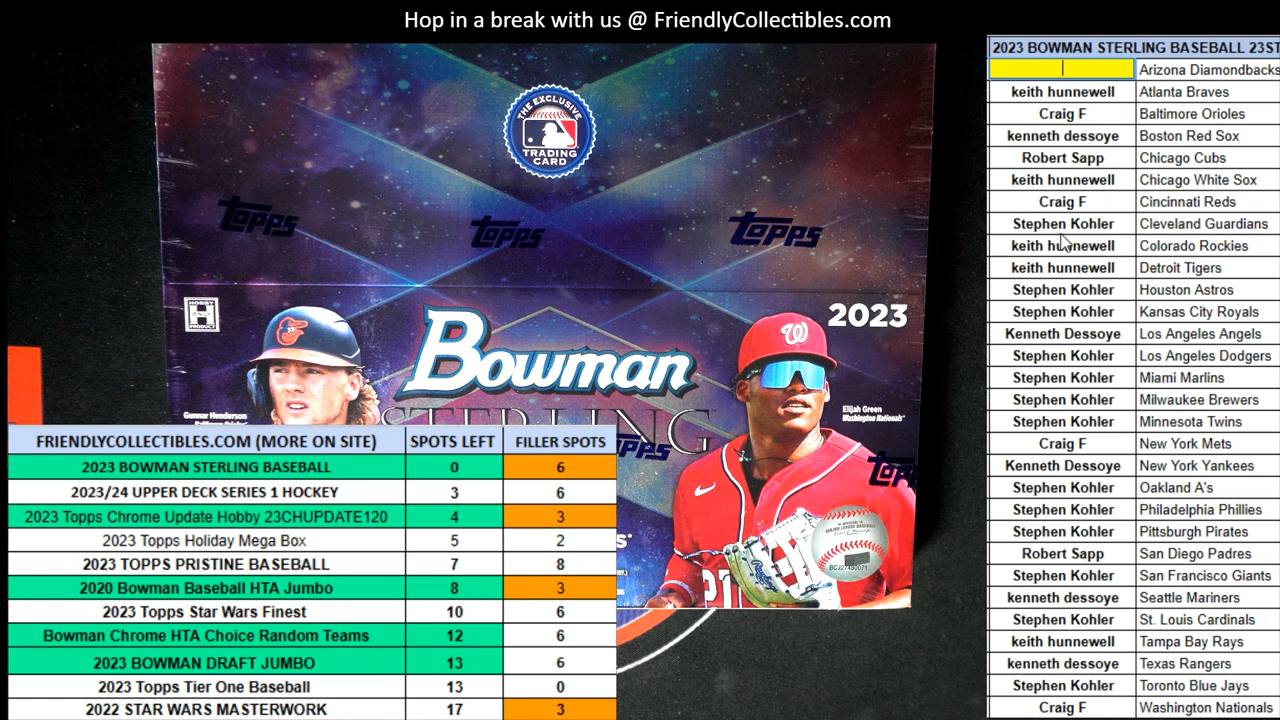 Hop in a break with us @ FriendlyCollectibles.com
THE EXCLUSIVE
MLB
TRADING
CARD
topps topps topps
HOBBY
ONLY
H
PRODUCT
2023
Bowman
STERLING
Gunnar Henderson
Elijah Green
Washington Nationals
BCJ27480071
FRIENDLYCOLLECTIBLES.COM (MORE ON SITE) SPOTS LEFT FILLER SPOTS
2023 BOWMAN STERLING BASEBALL 0 6
2023/24 UPPER DECK SERIES 1 HOCKEY 3 6
2023 Topps Chrome Update Hobby 23CHUPDATE120 4 3
2023 Topps Holiday Mega Box 5 2
2023 TOPPS PRISTINE BASEBALL 7 8
2020 Bowman Baseball HTA Jumbo 8 3
2023 Topps Star Wars Finest 10 6
Bowman Chrome HTA Choice Random Teams 12 6
2023 BOWMAN DRAFT JUMBO 13 6
2023 Topps Tier One Baseball 13 0
2022 STAR WARS MASTERWORK 17 3
2023 BOWMAN STERLING BASEBALL 23ST
Arizona Diamondbacks
keith hunnewell Atlanta Braves
Craig F Baltimore Orioles
kenneth dessoye Boston Red Sox
Robert Sapp Chicago Cubs
keith hunnewell Chicago White Sox
Craig F Cincinnati Reds
Stephen Kohler Cleveland Guardians
keith hunnewell Colorado Rockies
keith hunnewell Detroit Tigers
Stephen Kohler Houston Astros
Stephen Kohler Kansas City Royals
Kenneth Dessoye Los Angeles Angels
Stephen Kohler Los Angeles Dodgers
Stephen Kohler Miami Marlins
Stephen Kohler Milwaukee Brewers
Stephen Kohler Minnesota Twins
Craig F New York Mets
Kenneth Dessoye New York Yankees
Stephen Kohler Oakland A's
Stephen Kohler Philadelphia Phillies
Stephen Kohler Pittsburgh Pirates
Robert Sapp San Diego Padres
Stephen Kohler San Francisco Giants
kenneth dessoye Seattle Mariners
Stephen Kohler St. Louis Cardinals
keith hunnewell Tampa Bay Rays
kenneth dessoye Texas Rangers
Stephen Kohler Toronto Blue Jays
Craig F Washington Nationals